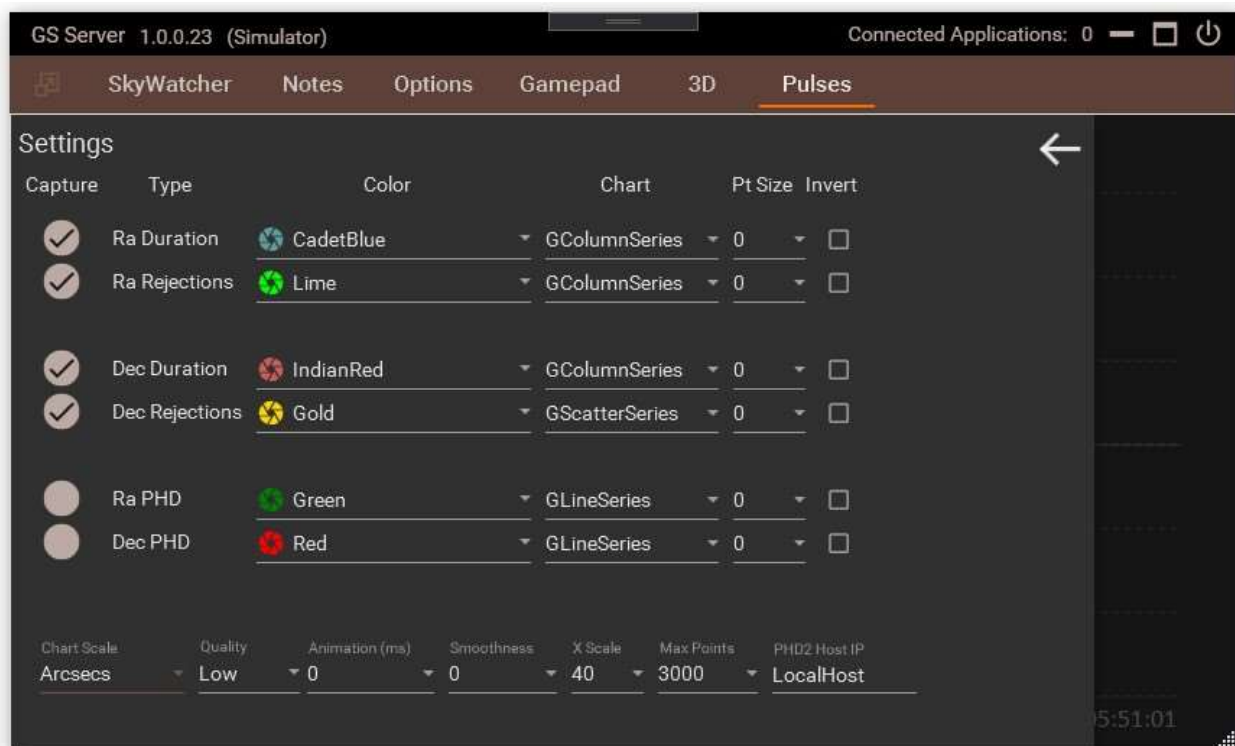 GS Server 1.0.0.23 (Simulator) Connected Applications: 0
SkyWatcher Notes Options Gamepad 3D Pulses
Settings
Capture Type Color Chart Pt Size Invert
Ra Duration CadetBlue GColumnSeries 0
Ra Rejections Lime GColumnSeries 0
Dec Duration IndianRed GColumnSeries 0
Dec Rejections Gold GScatterSeries 0
Ra PHD Green GLineSeries 0
Dec PHD Red GLineSeries 0
Chart Scale Quality Animation (ms) Smoothness X Scale Max Points PHD2 Host IP
Arcsecs Low 0 0 40 3000 LocalHost
5:51:01